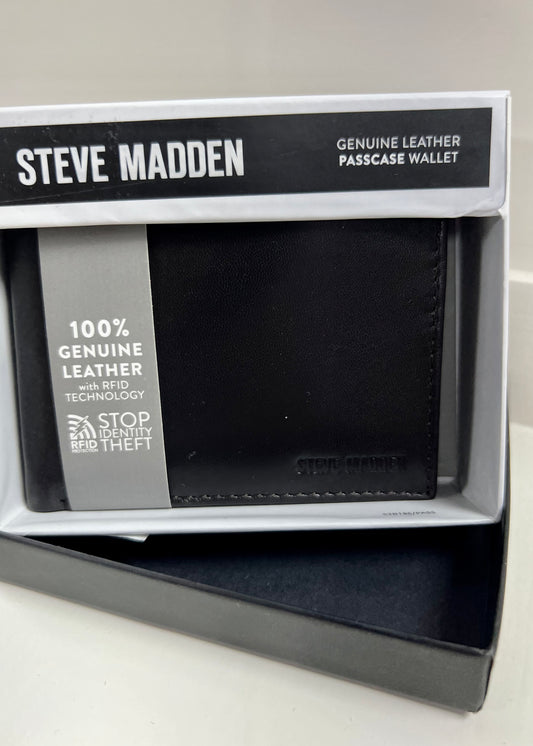 STEVE MADDEN
GENUINE LEATHER
PASSCASE WALLET
100%
GENUINE
LEATHER
with RFID
TECHNOLOGY
RFID
PROTECTION
STOP
IDENTITY
THEFT
STEVE MADDEN